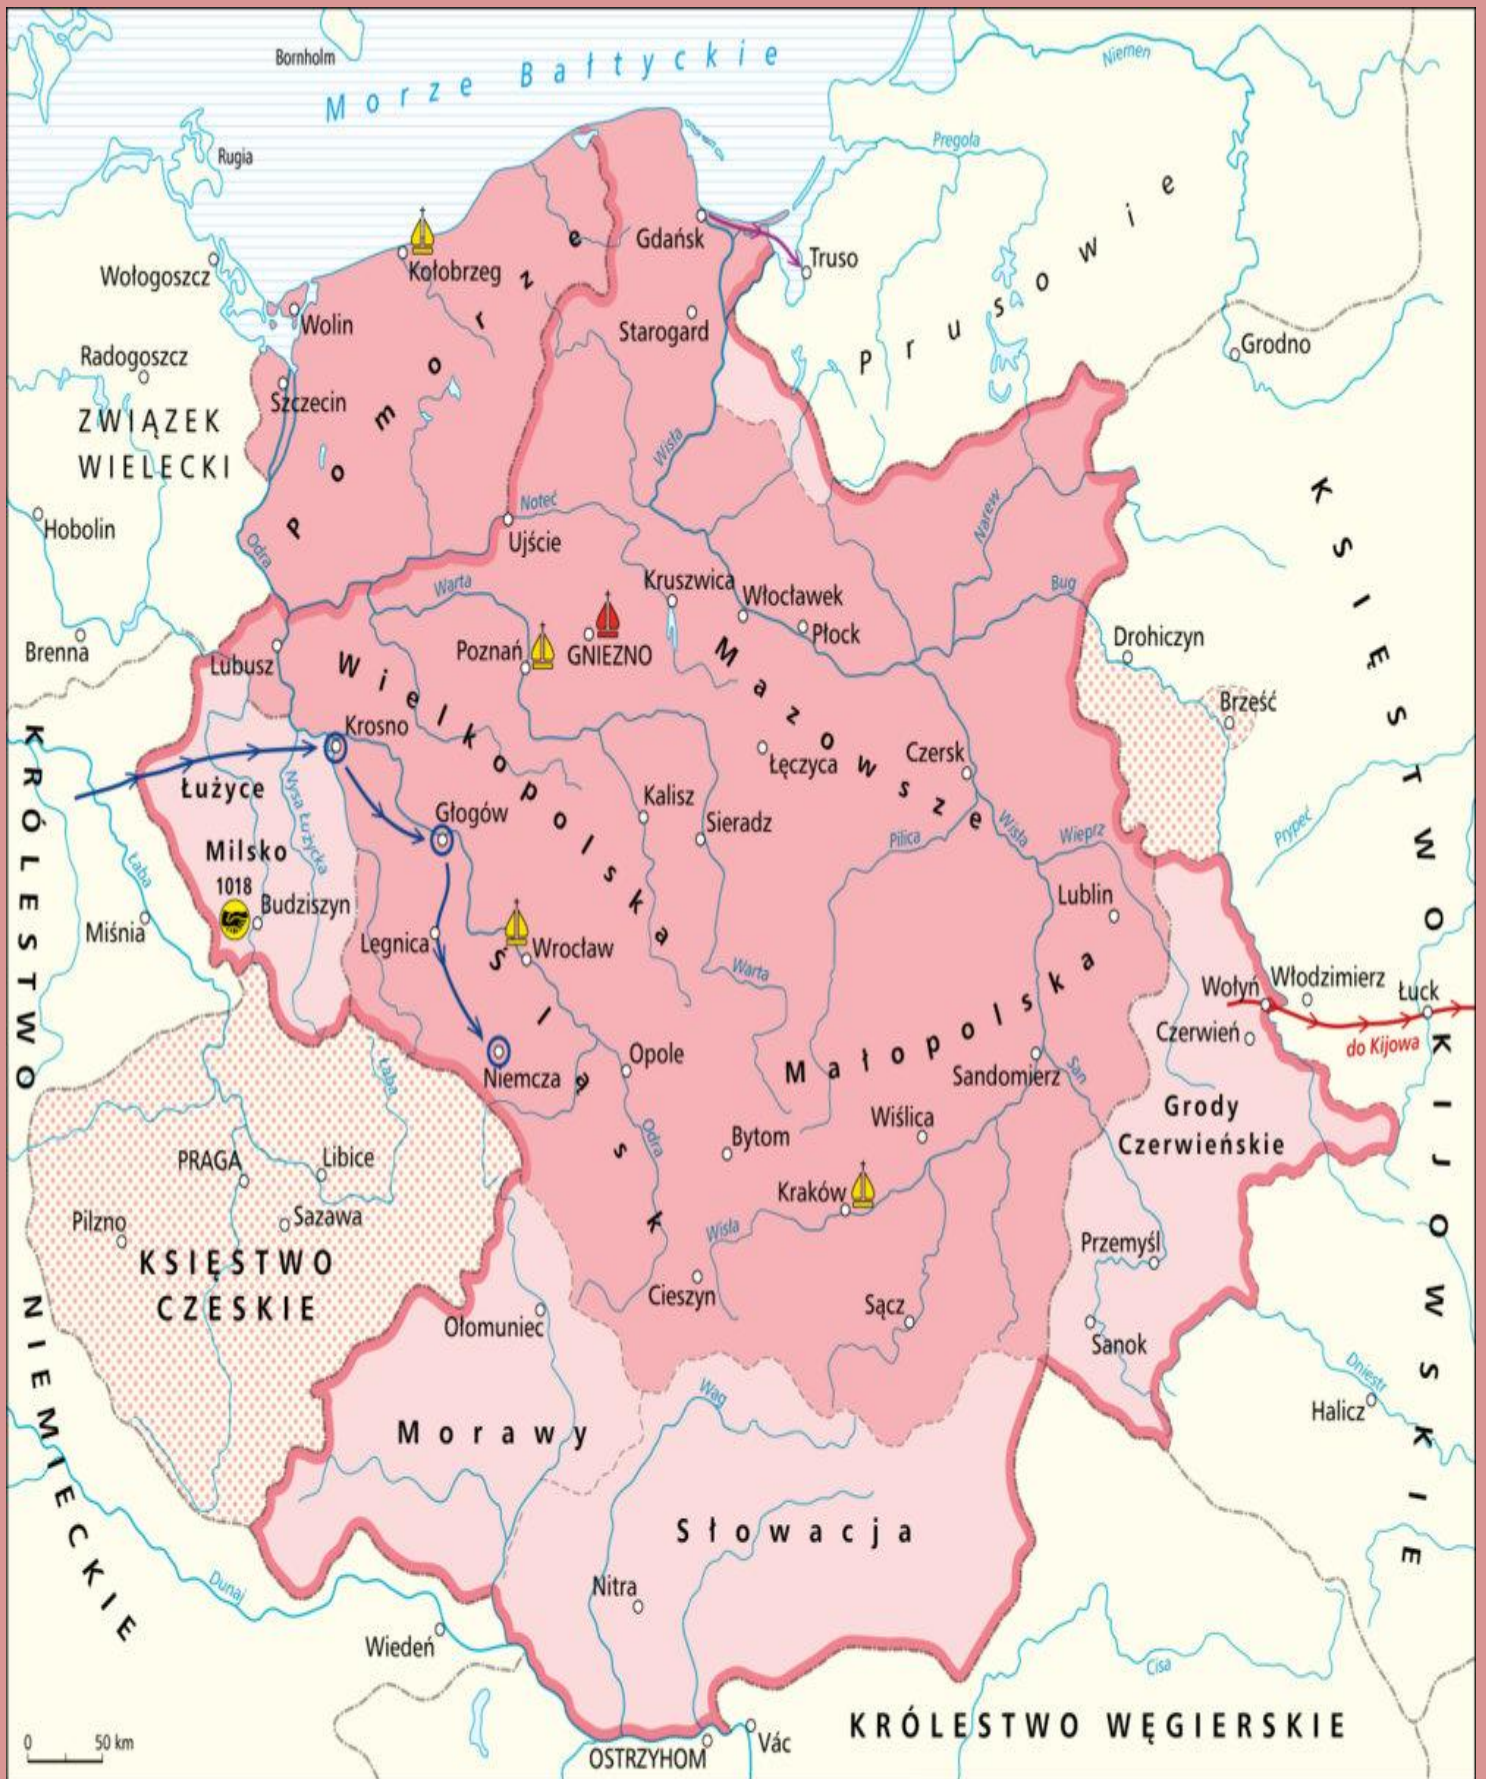 Bornholm
Morze Bałtyckie
Niemen
Rugia
Pregoła
Prusowie
Gdańsk
Truso
Wołogoszcz
Kołobrzeg
Pomorze
Wolin
Starogard
Grodno
Radogoszcz
Szczecin
ZWIĄZEK
WIELECKI
Wisła
Hobolin
Odra
Noteć
Ujście
Narew
KSIĘSTWO KIJOWSKIE
Warta
Kruszwica
Włocławek
Bug
Płock
Drohiczyn
Brenna
Lubusz
Poznań
GNIEZNO
Wielkopolska
Mazowsze
Brześć
KRÓLESTWO NIEMIECKIE
Krosno
Łęczyca
Czersk
Łużyce
Nysa Łużycka
Kalisz
Głogów
Sieradz
Pilica
Wisła
Wieprz
Prypeć
Milsko
1018
Budziszyn
Łaba
Miśnia
Lublin
Legnica
Wrocław
Śląsk
Warta
Małopolska
Wołyń
Włodzimierz
Łuck
Czerwień
do Kijowa
Niemcza
Opole
Sandomierz
San
Łaba
Grody
Czerwieńskie
Wiślica
Bytom
Odra
PRAGA
Libice
Kraków
Pilzno
Sazawa
Wisła
Przemyśl
KSIĘSTWO
CZESKIE
Cieszyn
Sącz
Ołomuniec
Sanok
Dniestr
Halicz
Wag
Morawy
Słowacja
Dunaj
Nitra
Wiedeń
Cisa
KRÓLESTWO WĘGIERSKIE
0 50 km
OSTRZYHOM
Vác